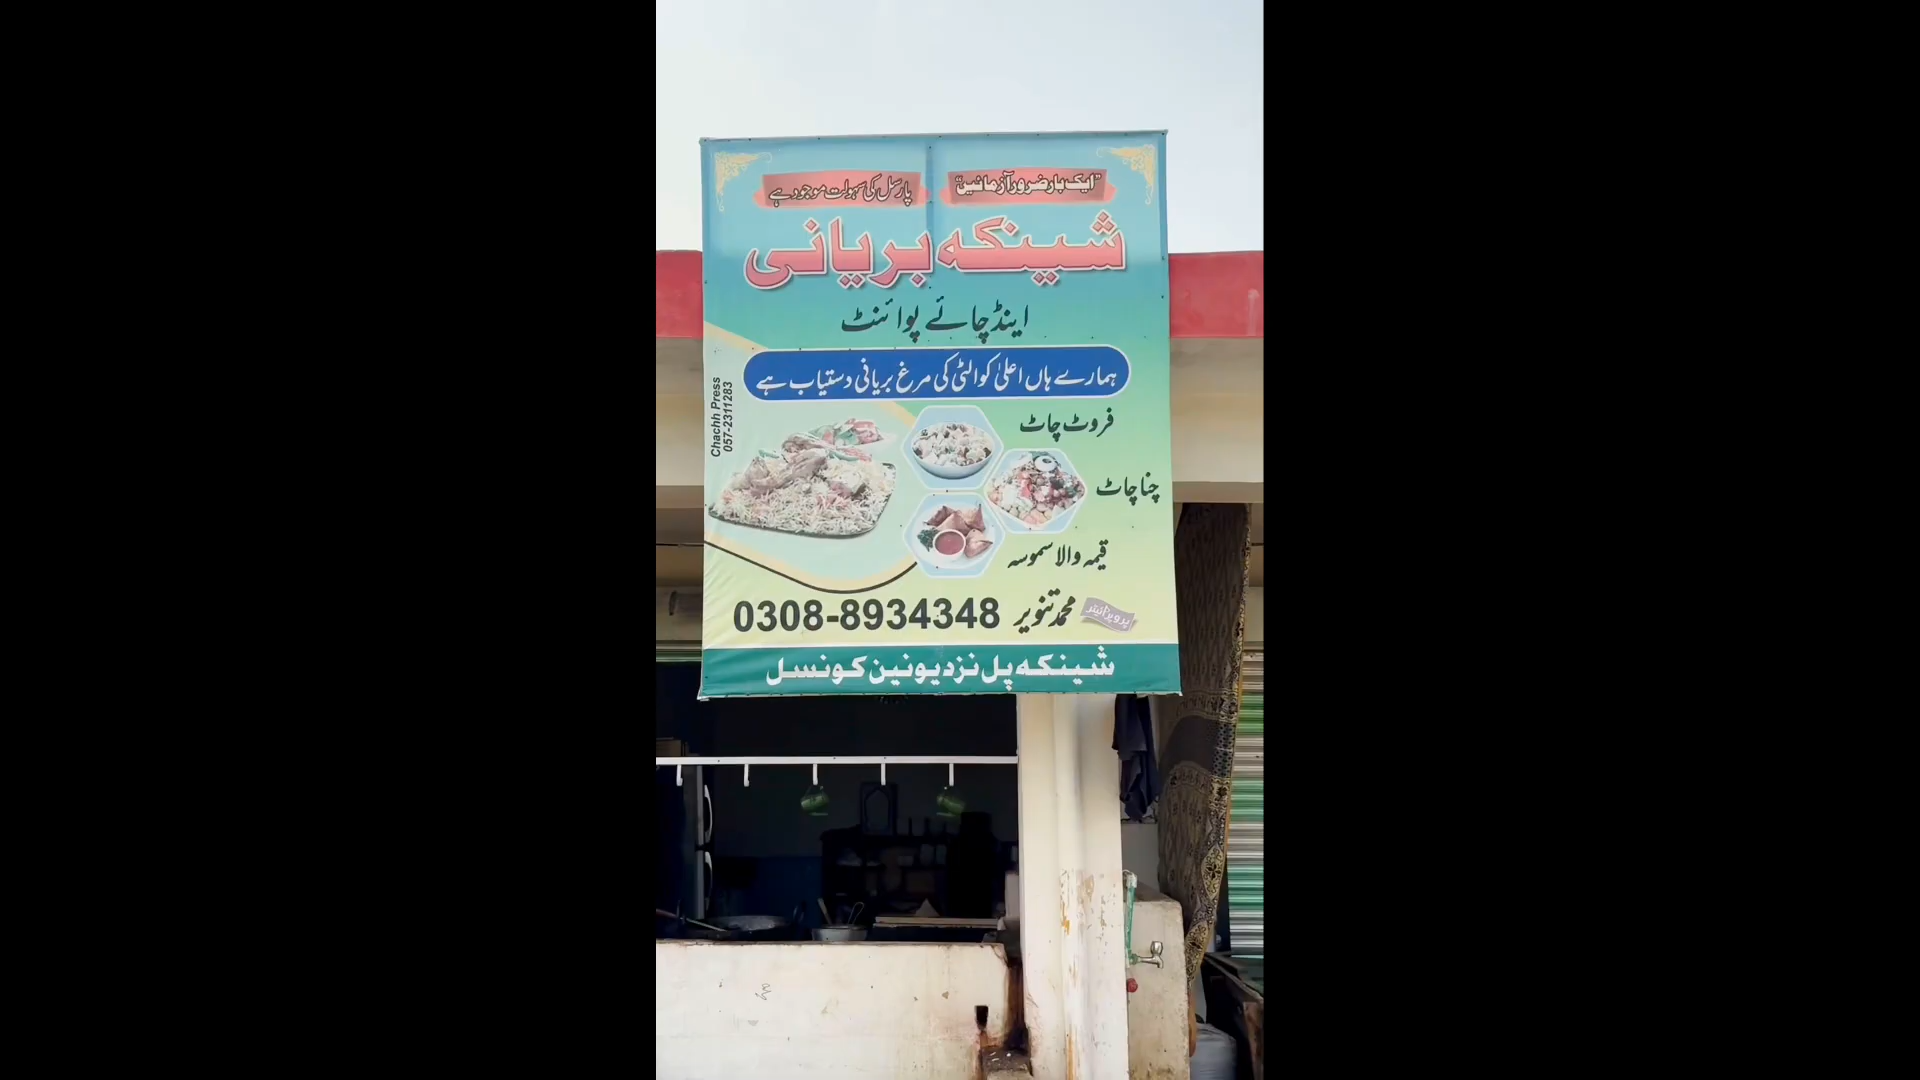 "ایک بار ضرور آزمائیں"
پارسل کی سہولت موجود ہے
شینکہ بریانی
اینڈ چائے پوائنٹ
ہمارے ہاں اعلیٰ کوالٹی کی مرغ بریانی دستیاب ہے
فروٹ چاٹ
چنا چاٹ
قیمہ والا سموسہ
پروپرائیٹر
محمد تنویر
0308-8934348
شینکہ پل نزد یونین کونسل
Chachh Press
057-2311283